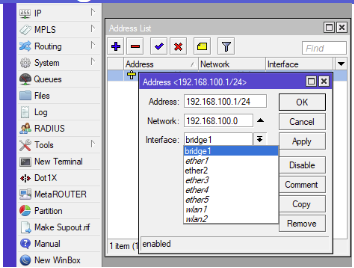 IP
MPLS
Routing
System
Queues
Files
Log
RADIUS
Tools
New Terminal
Dot1X
MetaROUTER
Partition
Make Supout.rif
Manual
New WinBox
Address List
Find
Address / Network Interface
Address <192.168.100.1/24>
Address: 192.168.100.1/24
Network: 192.168.100.0
Interface: bridge1
bridge1
ether1
ether2
ether3
ether4
ether5
wlan1
wlan2
OK
Cancel
Apply
Disable
Comment
Copy
Remove
1 item (1
enabled